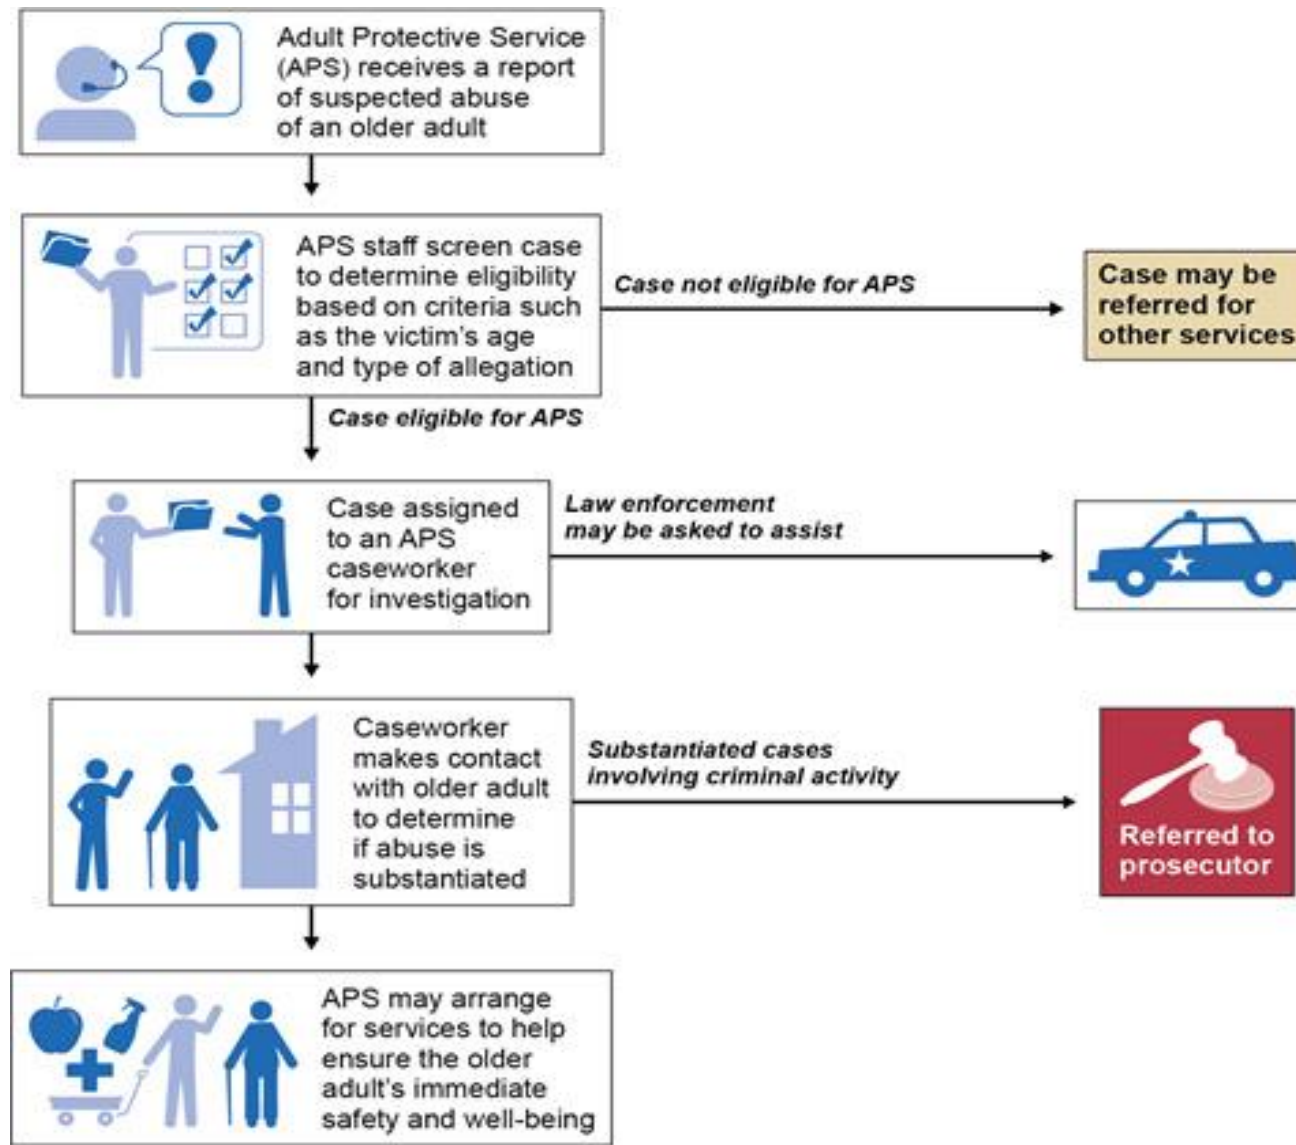 Adult Protective Service
(APS) receives a report
of suspected abuse
of an older adult
APS staff screen case
to determine eligibility
based on criteria such
as the victim's age
and type of allegation
Case not eligible for APS
Case may be
referred for
other services
Case eligible for APS
Case assigned
to an APS
caseworker
for investigation
Law enforcement
may be asked to assist
Caseworker
makes contact
with older adult
to determine
if abuse is
substantiated
Substantiated cases
involving criminal activity
Referred to
prosecutor
APS may arrange
for services to help
ensure the older
adult's immediate
safety and well-being